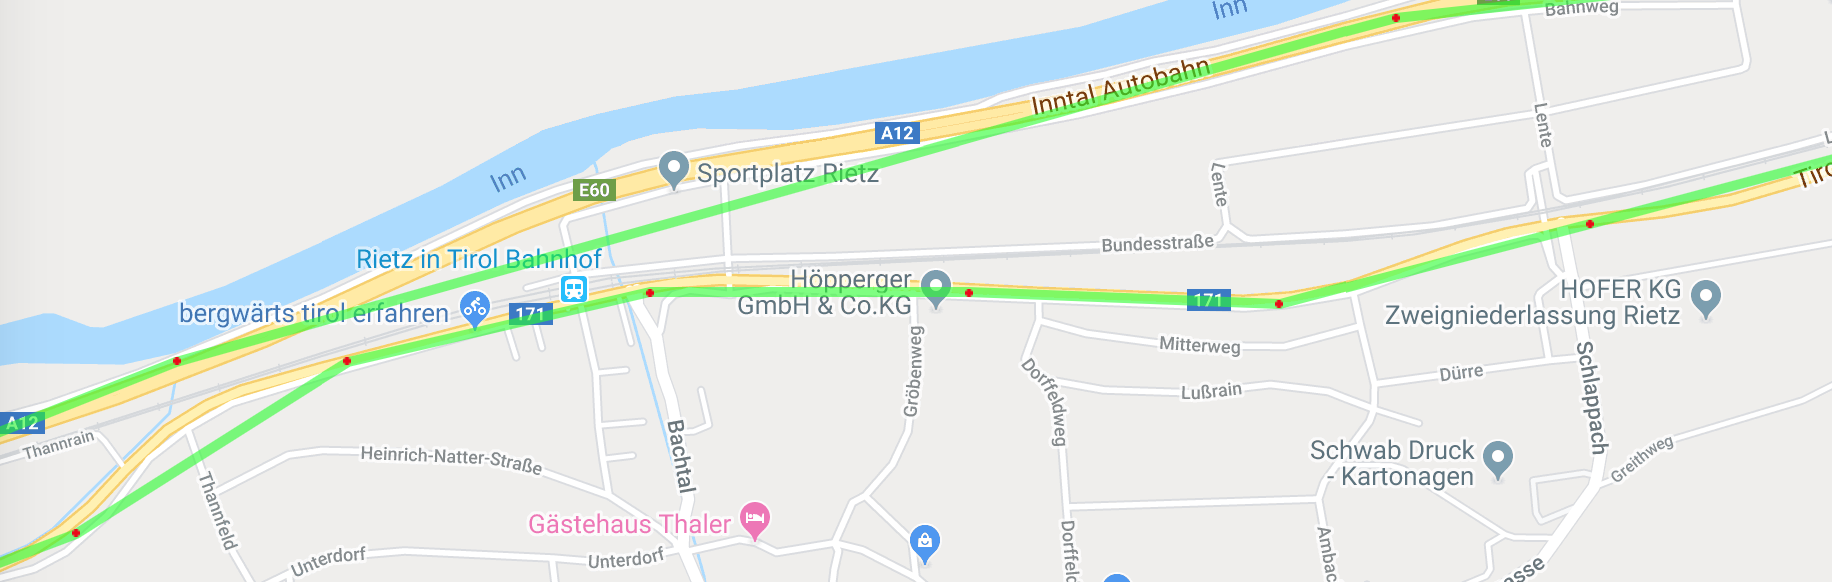 Inn
Bahnweg
Inntal Autobahn
A12
Lente
Inn
E60
Sportplatz Rietz
Lente
Rietz in Tirol Bahnhof
Bundesstraße
bergwärts tirol erfahren
171
Höpperger
GmbH & Co.KG
171
HOFER KG
Zweigniederlassung Rietz
Mitterweg
Gröbenweg
Dorffeldweg
Dürre
Lußrain
Schlappach
A12
Thannrain
Heinrich-Natter-Straße
Bachtal
Schwab Druck
- Kartonagen
Greithweg
Thannfeld
Gästehaus Thaler
Unterdorf
Unterdorf